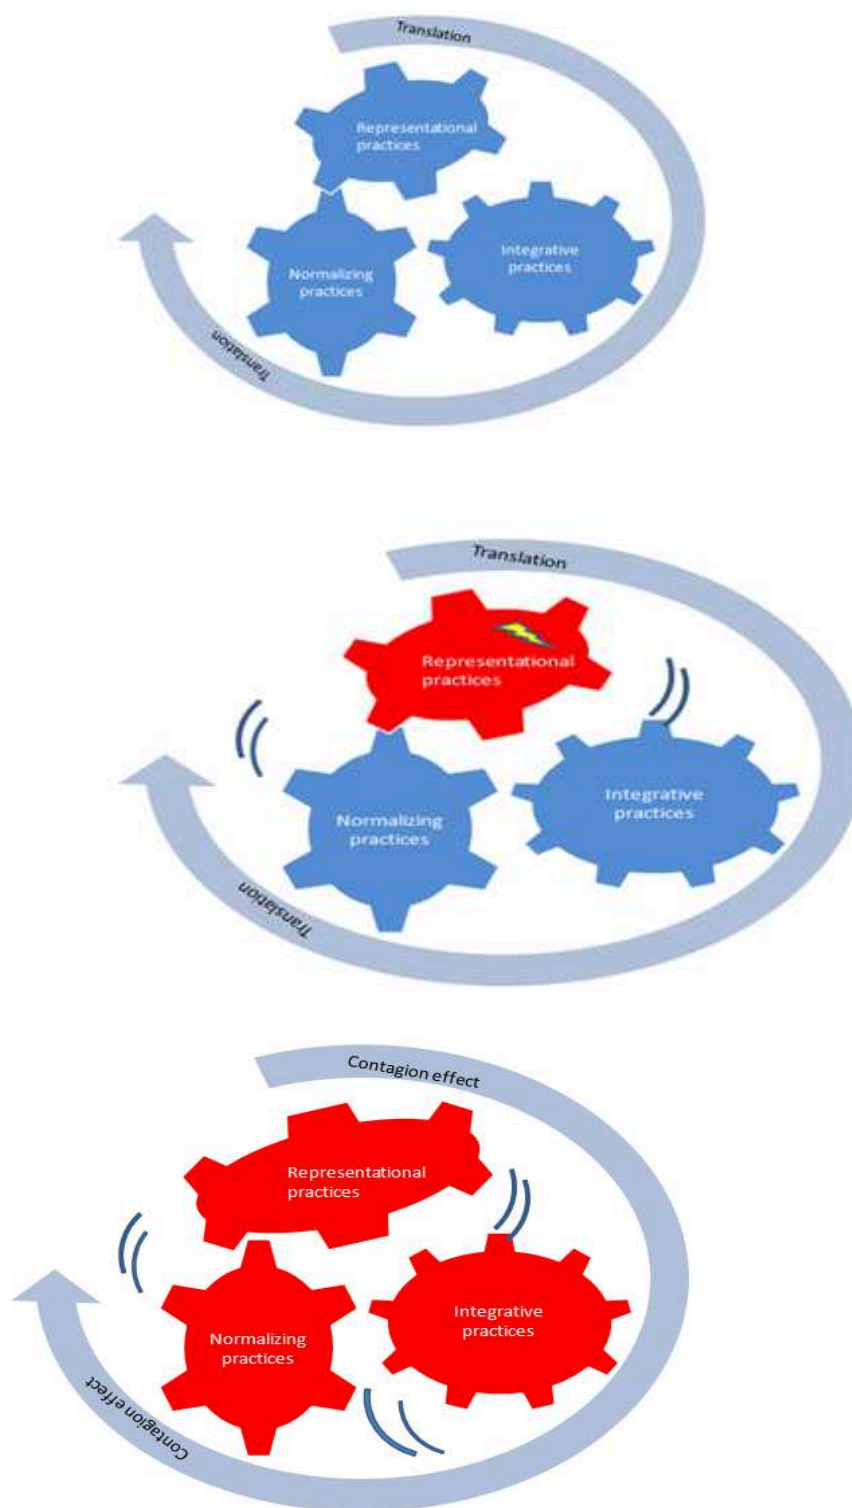 Translation
Representational
practices
Integrative
practices
Normalizing
practices
Translation
Translation
Representational
practices
Integrative
practices
Normalizing
practices
Translation
Contagion effect
Representational
practices
Integrative
practices
Normalizing
practices
Contagion effect